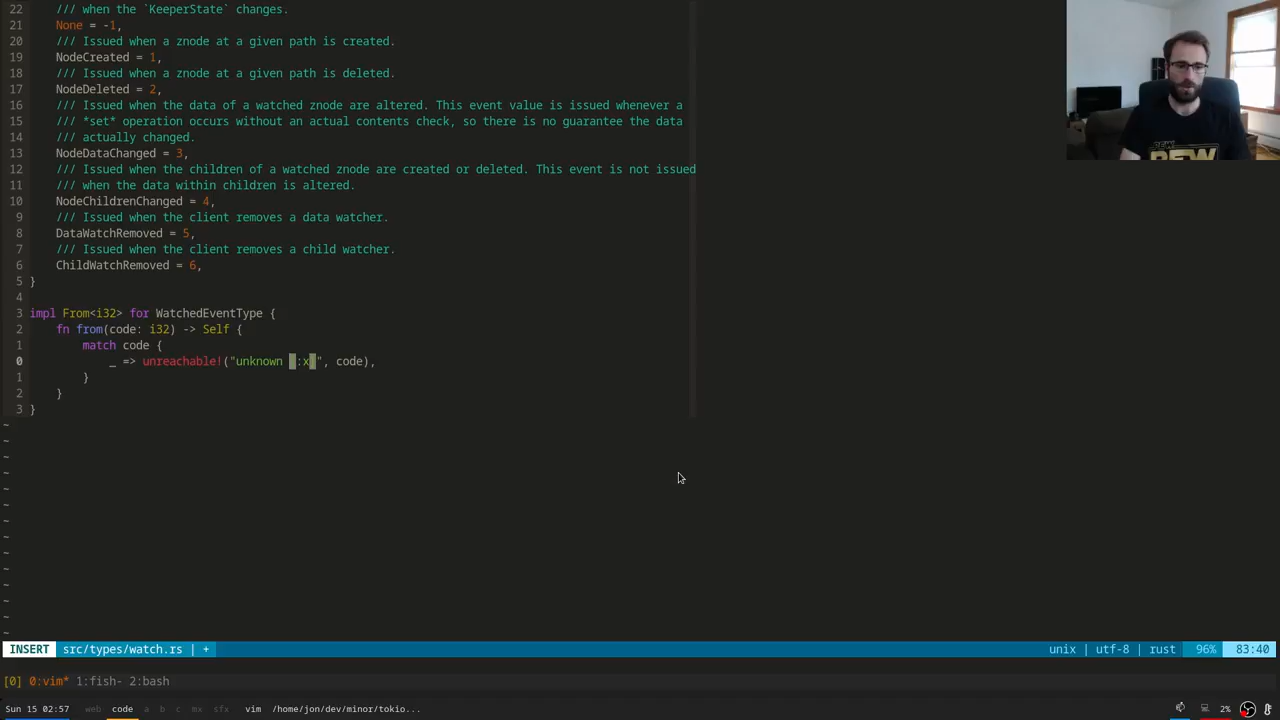 22 /// when the `KeeperState` changes.
21 None = -1,
20 /// Issued when a znode at a given path is created.
19 NodeCreated = 1,
18 /// Issued when a znode at a given path is deleted.
17 NodeDeleted = 2,
16 /// Issued when the data of a watched znode are altered. This event value is issued whenever a
15 /// *set* operation occurs without an actual contents check, so there is no guarantee the data
14 /// actually changed.
13 NodeDataChanged = 3,
12 /// Issued when the children of a watched znode are created or deleted. This event is not issued
11 /// when the data within children is altered.
10 NodeChildrenChanged = 4,
9 /// Issued when the client removes a data watcher.
8 DataWatchRemoved = 5,
7 /// Issued when the client removes a child watcher.
6 ChildWatchRemoved = 6,
5 }
4
3 impl From<i32> for WatchedEventType {
2 fn from(code: i32) -> Self {
1 match code {
0 _ => unreachable!("unknown {:x}", code),
1 }
2 }
3 }
~
~
~
~
~
~
~
~
~
~
~
~
~
~
INSERT src/types/watch.rs | + unix | utf-8 | rust 96% 83:40
[0] 0:vim* 1:fish- 2:bash
Sun 15 02:57 web code a b c mx sfx vim /home/jon/dev/minor/tokio... 2%